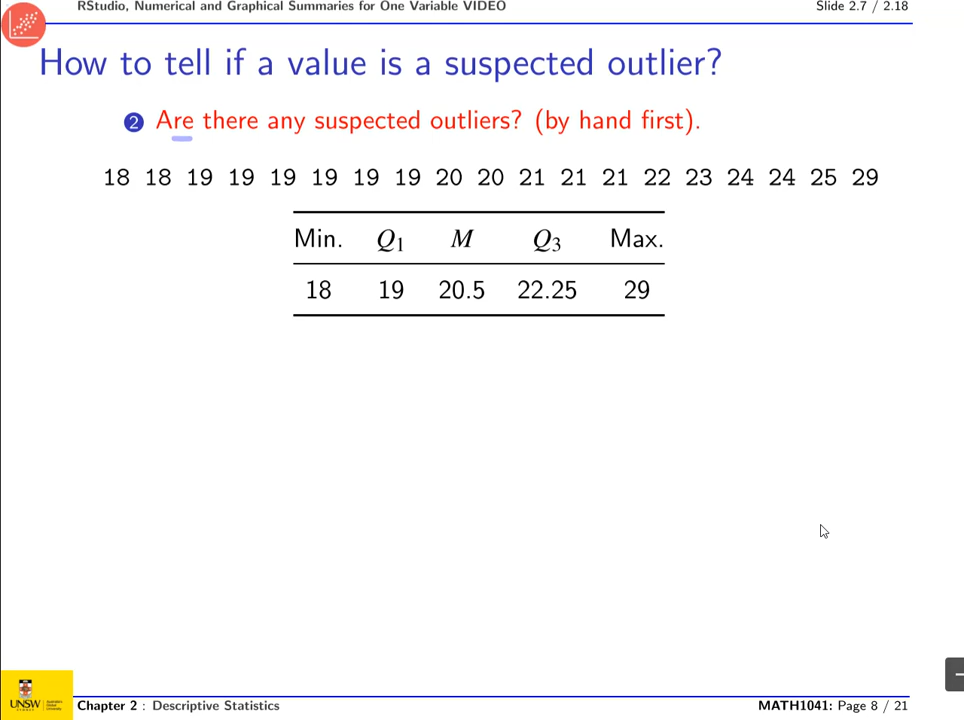 RStudio, Numerical and Graphical Summaries for One Variable VIDEO Slide 2.7 / 2.18
How to tell if a value is a suspected outlier?
2 Are there any suspected outliers? (by hand first).
18 18 19 19 19 19 19 19 20 20 21 21 21 22 23 24 24 25 29
Min. Q1 M Q3 Max.
18 19 20.5 22.25 29
UNSW
Chapter 2 : Descriptive Statistics MATH1041: Page 8 / 21